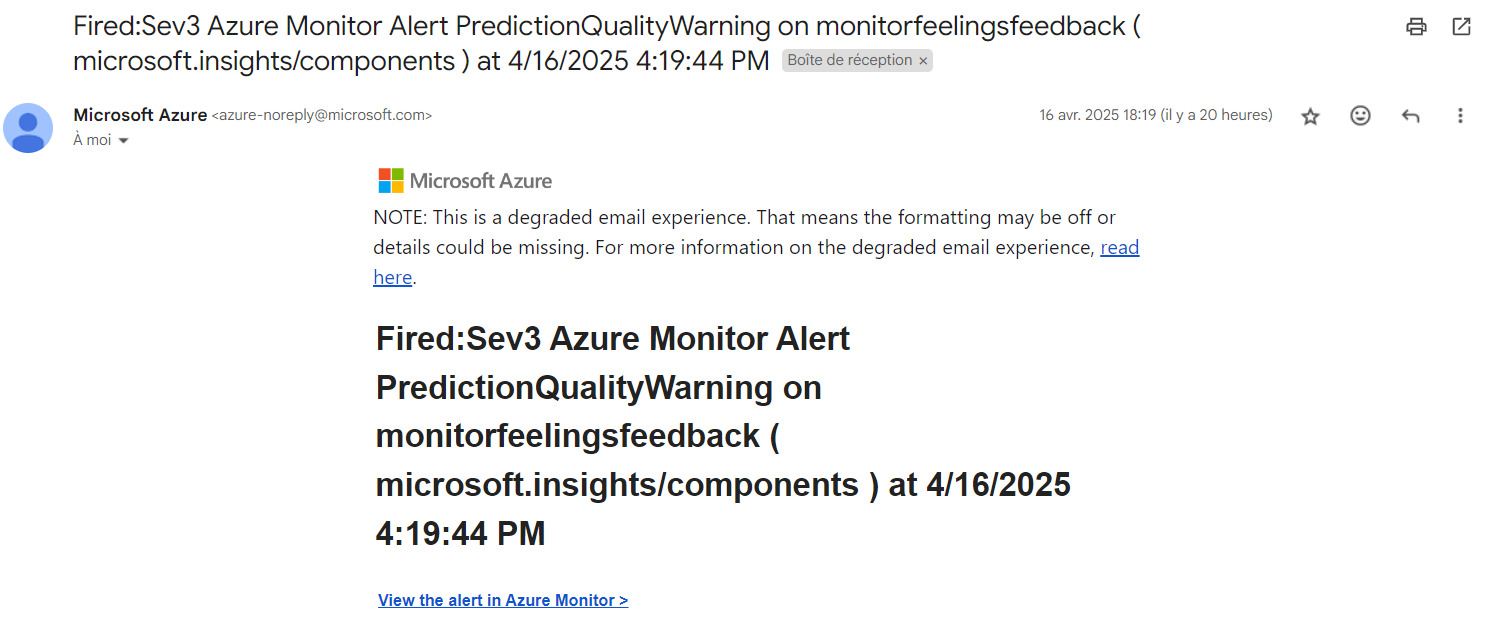 Fired:Sev3 Azure Monitor Alert PredictionQualityWarning on monitorfeelingsfeedback (
microsoft.insights/components ) at 4/16/2025 4:19:44 PM Boîte de réception ×
Microsoft Azure <azure-noreply@microsoft.com> 16 avr. 2025 18:19 (il y a 20 heures)
À moi
Microsoft Azure
NOTE: This is a degraded email experience. That means the formatting may be off or
details could be missing. For more information on the degraded email experience, read
here.
Fired:Sev3 Azure Monitor Alert
PredictionQualityWarning on
monitorfeelingsfeedback (
microsoft.insights/components ) at 4/16/2025
4:19:44 PM
View the alert in Azure Monitor >